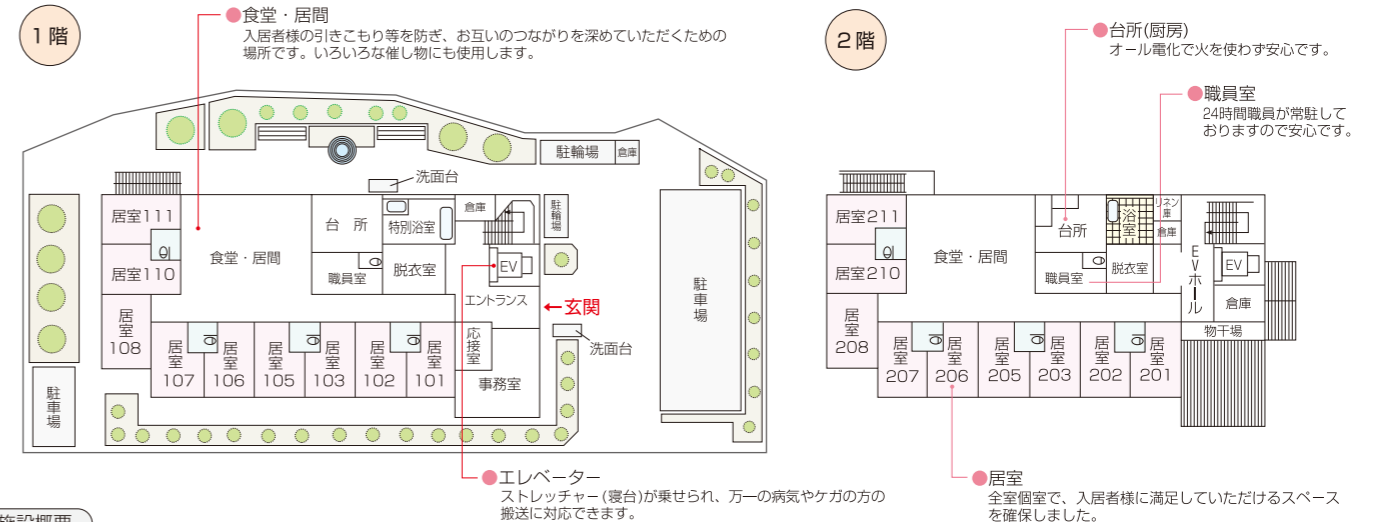 1階
●食堂・居間
入居者様の引きこもり等を防ぎ、お互いのつながりを深めていただくための
場所です。いろいろな催し物にも使用します。
駐輪場
倉庫
洗面台
居室111
居室110
食堂・居間
台 所
特別浴室
倉庫
駐輪場
職員室
脱衣室
EV
エントランス
←玄関
洗面台
居室108
居室107
居室106
居室105
居室103
居室102
居室101
応接室
事務室
駐車場
駐車場
●エレベーター
ストレッチャー(寝台)が乗せられ、万一の病気やケガの方の
搬送に対応できます。
2階
●台所(厨房)
オール電化で火を使わず安心です。
●職員室
24時間職員が常駐して
おりますので安心です。
居室211
居室210
食堂・居間
台所
浴室
リネン庫
倉庫
職員室
脱衣室
EVホール
EV
倉庫
物干場
居室208
居室207
居室206
居室205
居室203
居室202
居室201
●居室
全室個室で、入居者様に満足していただけるスペース
を確保しました。
施設概要